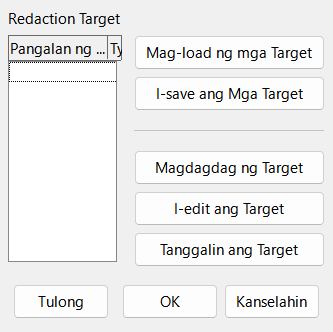 Redaction Target
Pangalan ng ... Ty
Mag-load ng mga Target
I-save ang Mga Target
Magdagdag ng Target
I-edit ang Target
Tanggalin ang Target
Tulong OK Kanselahin